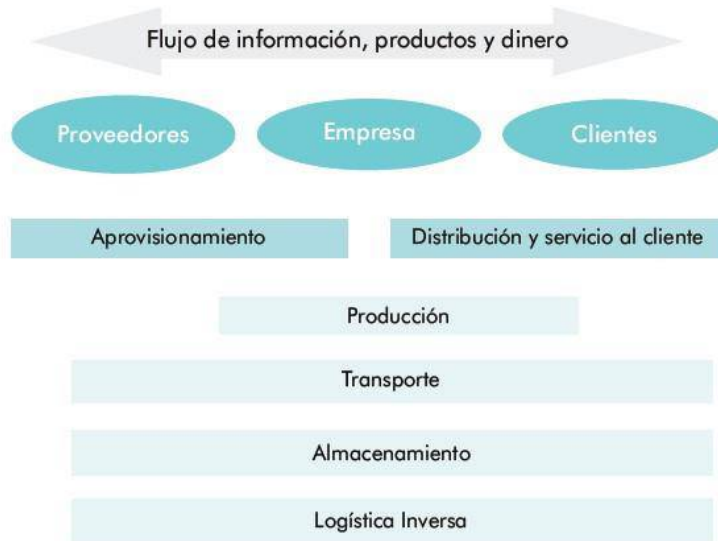 Flujo de información, productos y dinero
Proveedores
Empresa
Clientes
Aprovisionamiento
Distribución y servicio al cliente
Producción
Transporte
Almacenamiento
Logística Inversa